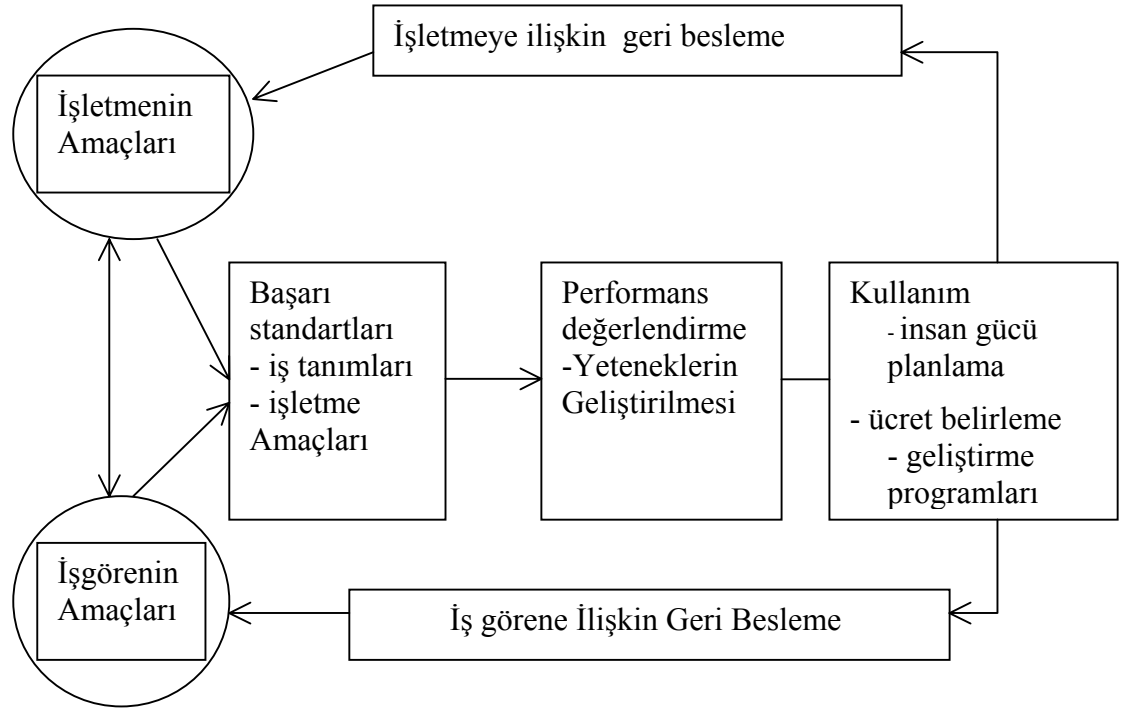 İşletmeye ilişkin geri besleme
İşletmenin
Amaçları
Başarı
standartları
- iş tanımları
- işletme
Amaçları
Performans
değerlendirme
-Yeteneklerin
Geliştirilmesi
Kullanım
- insan gücü
planlama
- ücret belirleme
- geliştirme
programları
İşgörenin
Amaçları
İş görene İlişkin Geri Besleme